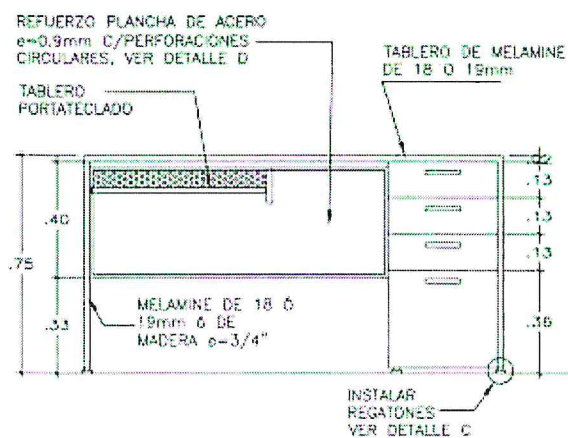 REFUERZO PLANCHA DE ACERO
e=0.9mm C/PERFORACIONES
CIRCULARES, VER DETALLE D
TABLERO
PORTATECLADO
TABLERO DE MELAMINE
DE 18 O 19mm
.02
.13
.13
.13
.40
.75
.33
MELAMINE DE 18 ó
19mm ó DE
MADERA e=3/4"
INSTALAR
REGATONES
VER DETALLE C